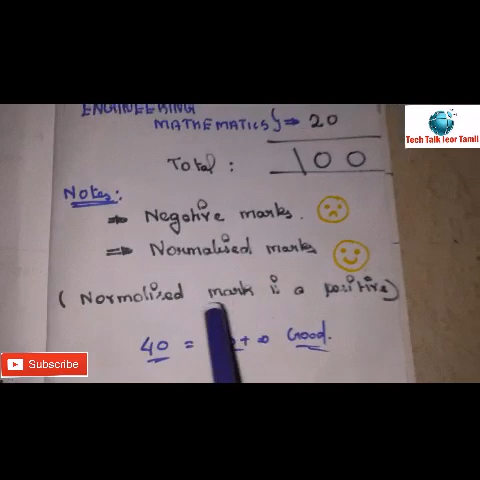 ENGINEERING
MATHEMATICS} ⇒ 20
Total : 100
Notes:
⇒ Negative marks.
⇒ Normalised marks
(Normalised mark is a positive)
40 = + Good.
Tech Talk leor Tamil
Subscribe